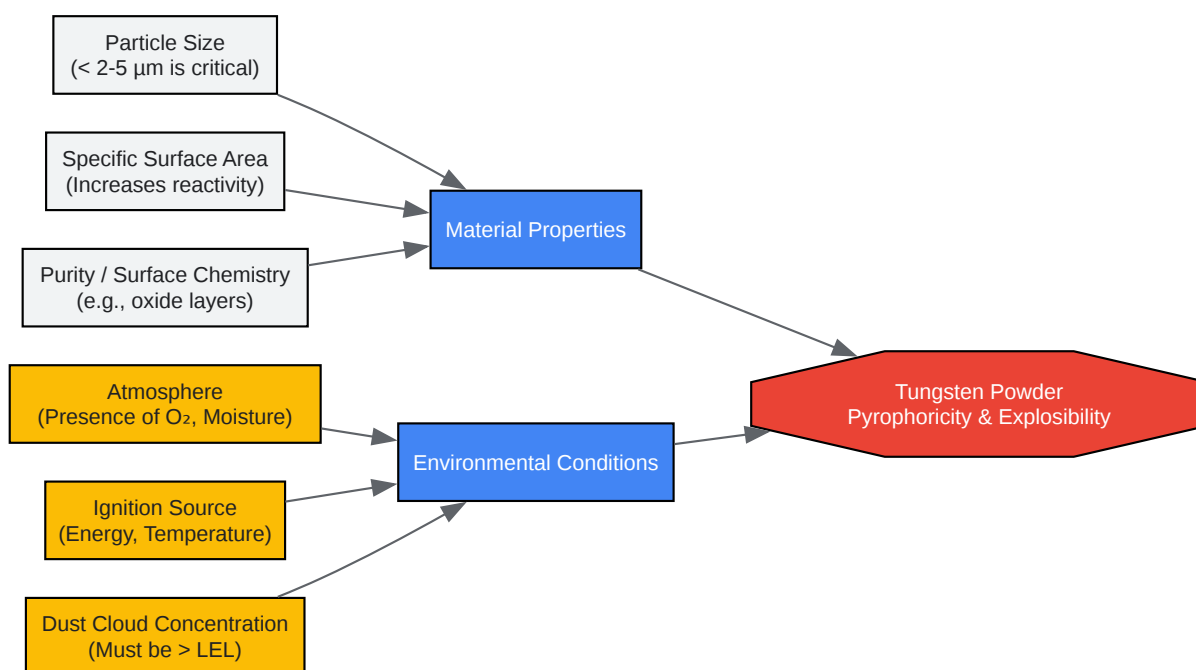 Particle Size
(< 2-5 µm is critical)
Specific Surface Area
(Increases reactivity)
Purity / Surface Chemistry
(e.g., oxide layers)
Material Properties
Atmosphere
(Presence of O₂, Moisture)
Ignition Source
(Energy, Temperature)
Dust Cloud Concentration
(Must be > LEL)
Environmental Conditions
Tungsten Powder
Pyrophoricity & Explosibility